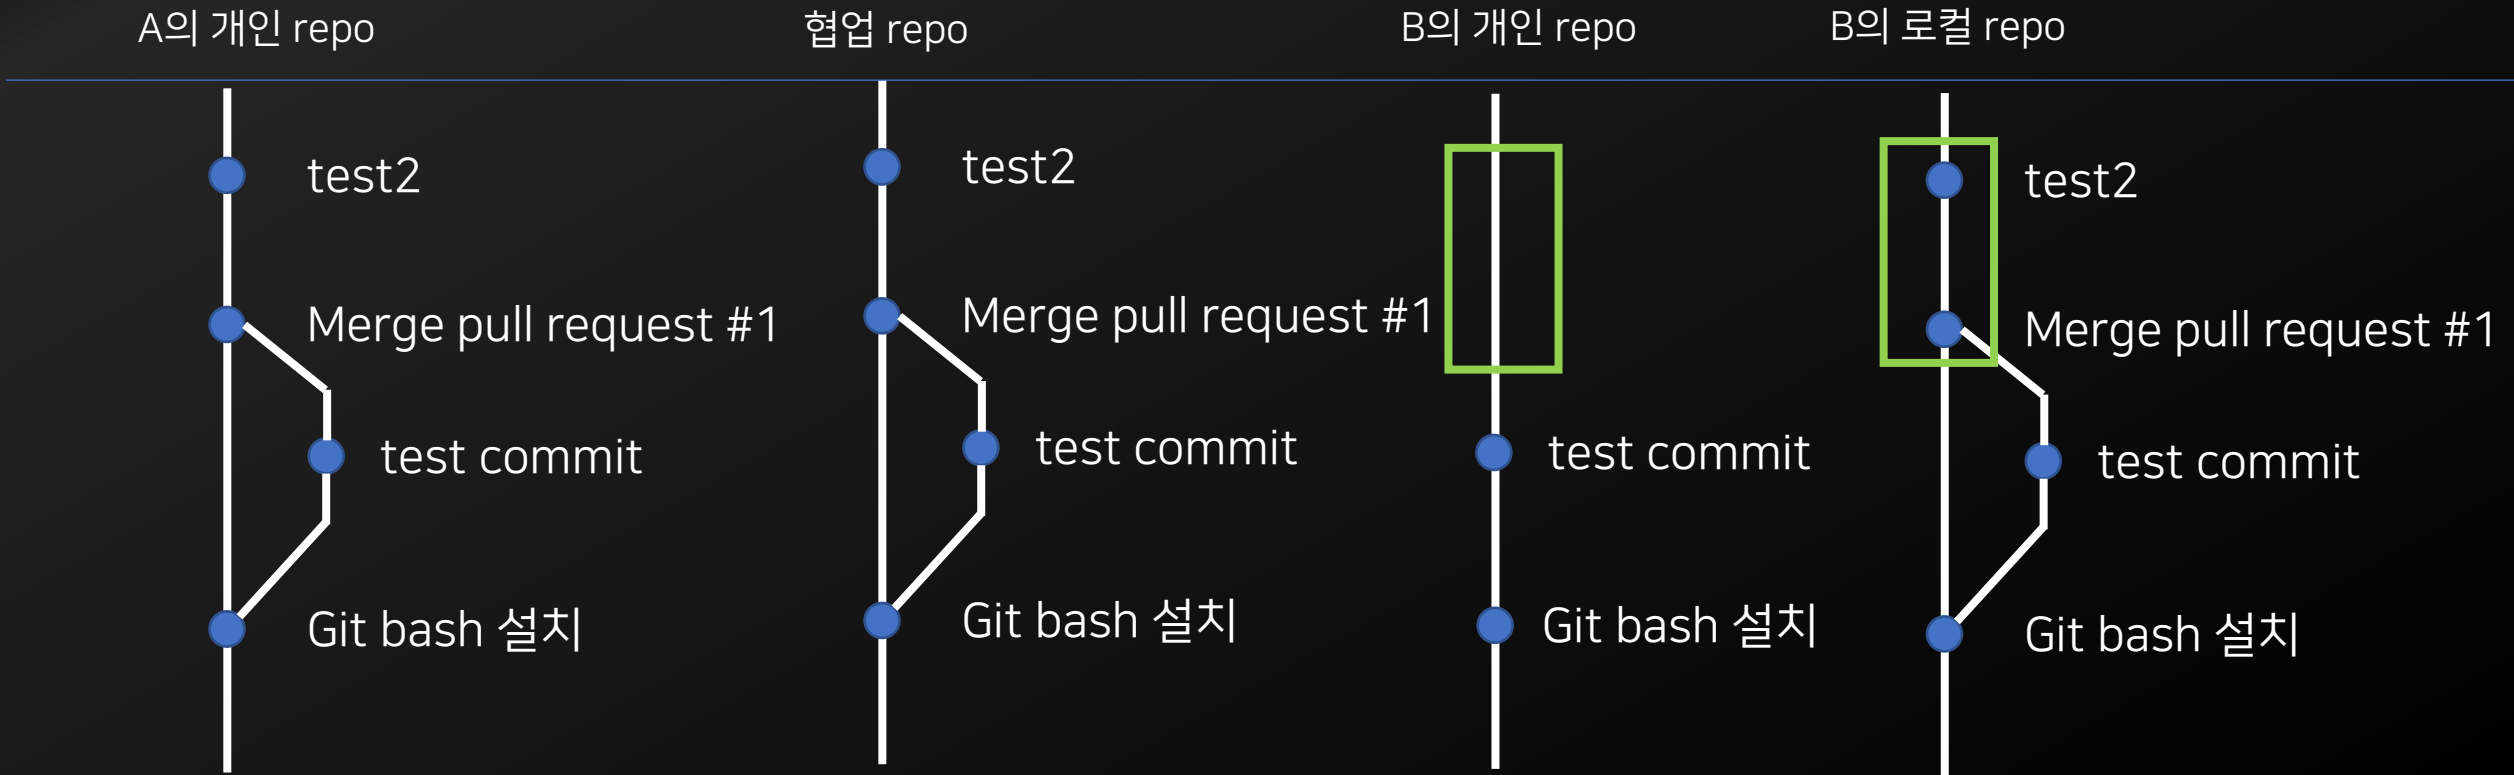 A의 개인 repo
협업 repo
B의 개인 repo
B의 로컬 repo
test2
Merge pull request #1
test commit
Git bash 설치
test2
Merge pull request #1
test commit
Git bash 설치
test commit
Git bash 설치
test2
Merge pull request #1
test commit
Git bash 설치